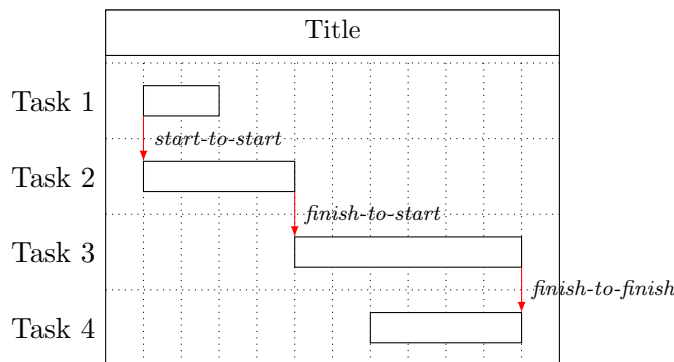 Title
Task 1
start-to-start
Task 2
finish-to-start
Task 3
finish-to-finish
Task 4